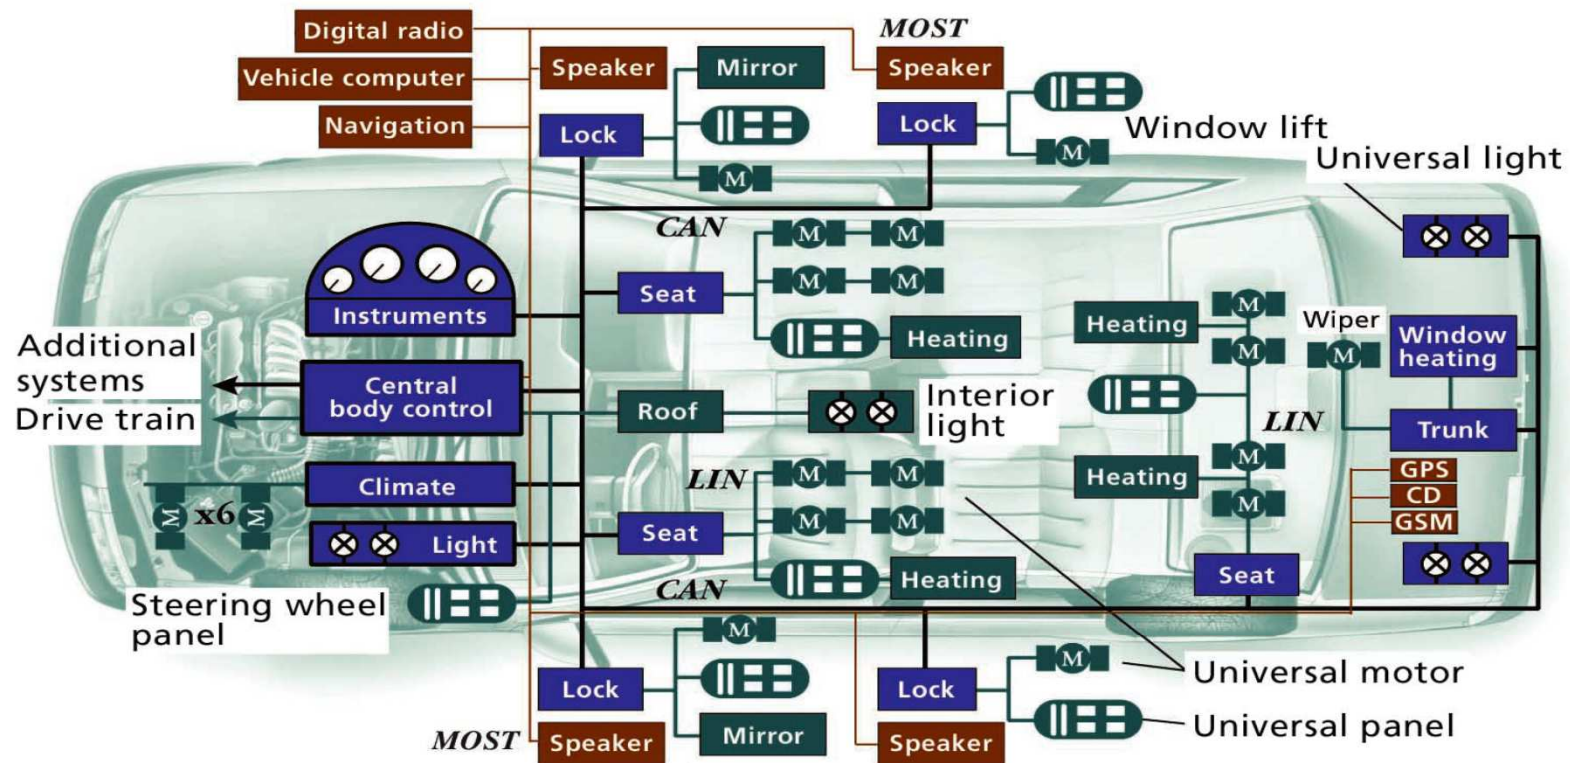 Digital radio
MOST
Speaker
Mirror
Speaker
Vehicle computer
Navigation
Lock
Lock
Window lift
M
M
Universal light
CAN
M
M
Seat
M
M
Instruments
Heating
Heating
M
M
Wiper
M
Window
heating
Additional
systems
Central
body control
Drive train
Roof
Interior
light
LIN
Trunk
Climate
LIN
M
M
Heating
M
M
GPS
CD
GSM
M
x6
M
Light
Seat
M
M
Heating
Seat
CAN
Steering wheel
panel
M
M
Lock
Lock
Universal motor
Universal panel
MOST
Speaker
Mirror
Speaker